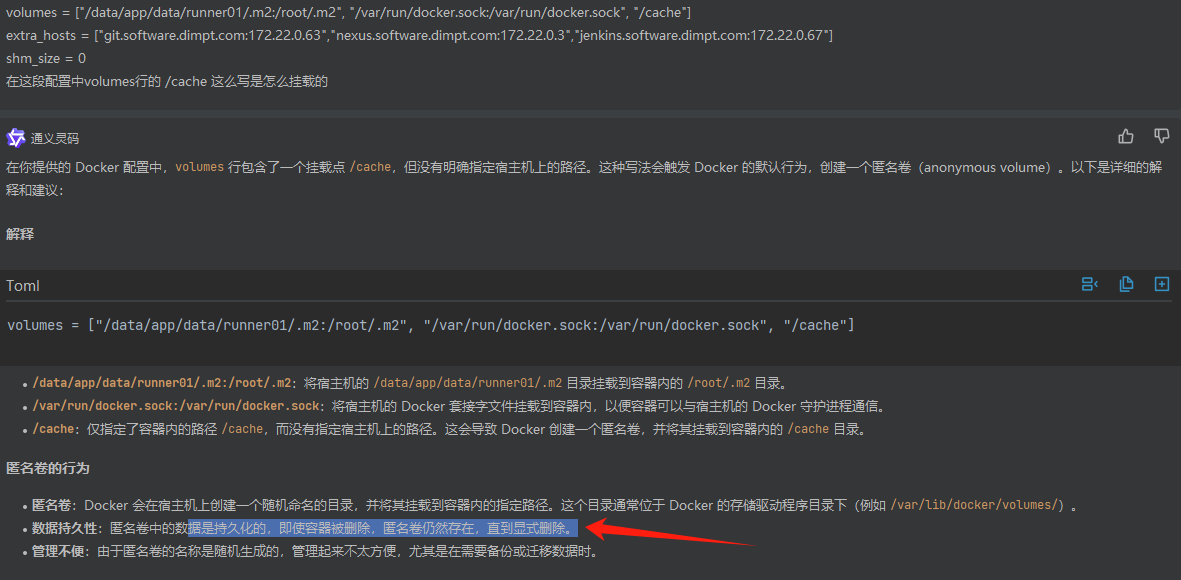 volumes = ["/data/app/data/runner01/.m2:/root/.m2", "/var/run/docker.sock:/var/run/docker.sock", "/cache"]
extra_hosts = ["git.software.dimpt.com:172.22.0.63","nexus.software.dimpt.com:172.22.0.3","jenkins.software.dimpt.com:172.22.0.67"]
shm_size = 0
在这段配置中volumes行的 /cache 这么写是怎么挂载的
通义灵码
在你提供的 Docker 配置中，volumes 行包含了一个挂载点 /cache，但没有明确指定宿主机上的路径。这种写法会触发 Docker 的默认行为，创建一个匿名卷（anonymous volume）。以下是详细的解
释和建议：
解释
Toml
volumes = ["/data/app/data/runner01/.m2:/root/.m2", "/var/run/docker.sock:/var/run/docker.sock", "/cache"]
• /data/app/data/runner01/.m2:/root/.m2：将宿主机的 /data/app/data/runner01/.m2 目录挂载到容器内的 /root/.m2 目录。
• /var/run/docker.sock:/var/run/docker.sock：将宿主机的 Docker 套接字文件挂载到容器内，以便容器可以与宿主机的 Docker 守护进程通信。
• /cache：仅指定了容器内的路径 /cache，而没有指定宿主机上的路径。这会导致 Docker 创建一个匿名卷，并将其挂载到容器内的 /cache 目录。
匿名卷的行为
• 匿名卷：Docker 会在宿主机上创建一个随机命名的目录，并将其挂载到容器内的指定路径。这个目录通常位于 Docker 的存储驱动程序目录下（例如 /var/lib/docker/volumes/）。
• 数据持久性：匿名卷中的数据是持久化的，即使容器被删除，匿名卷仍然存在，直到显式删除。
• 管理不便：由于匿名卷的名称是随机生成的，管理起来不太方便，尤其是在需要备份或迁移数据时。